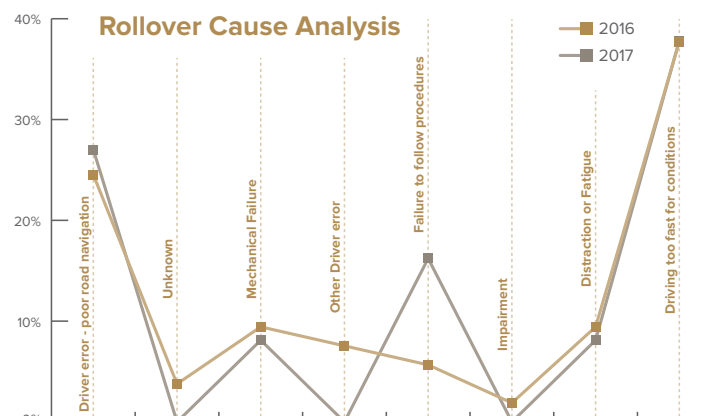 Rollover Cause Analysis
2016
2017
40%
30%
20%
10%
Driver error - poor road navigation
Unknown
Mechanical Failure
Other Driver error
Failure to follow procedures
Impairment
Distraction or Fatigue
Driving too fast for conditions